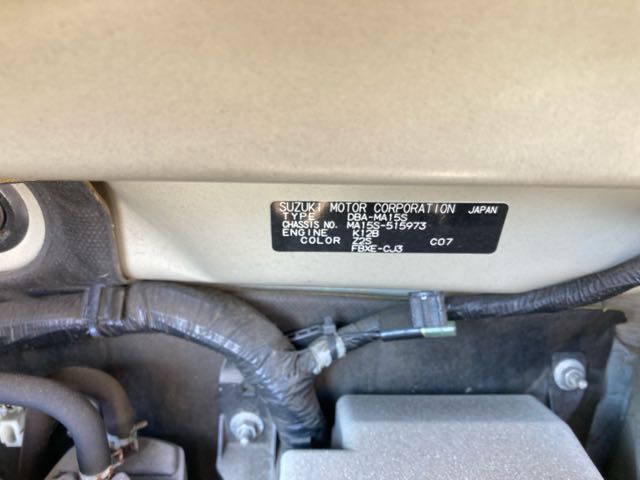 SUZUKI MOTOR CORPORATION JAPAN
TYPE DBA-MA15S
CHASSIS NO. MA15S-515973
ENGINE K12B
COLOR Z2S C07
FBXE-CJ3